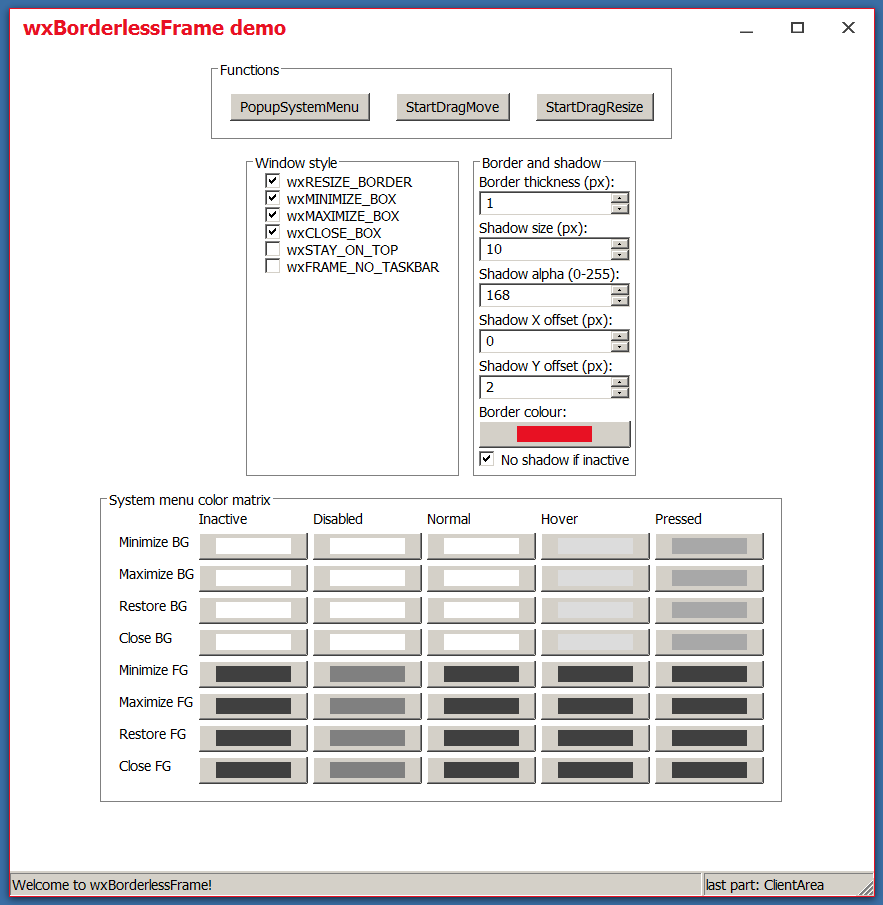 wxBorderlessFrame demo
Functions
PopupSystemMenu StartDragMove StartDragResize
Window style
wxRESIZE_BORDER
wxMINIMIZE_BOX
wxMAXIMIZE_BOX
wxCLOSE_BOX
wxSTAY_ON_TOP
wxFRAME_NO_TASKBAR
Border and shadow
Border thickness (px):
1
Shadow size (px):
10
Shadow alpha (0-255):
168
Shadow X offset (px):
0
Shadow Y offset (px):
2
Border colour:
No shadow if inactive
System menu color matrix
Inactive Disabled Normal Hover Pressed
Minimize BG
Maximize BG
Restore BG
Close BG
Minimize FG
Maximize FG
Restore FG
Close FG
Welcome to wxBorderlessFrame! last part: ClientArea